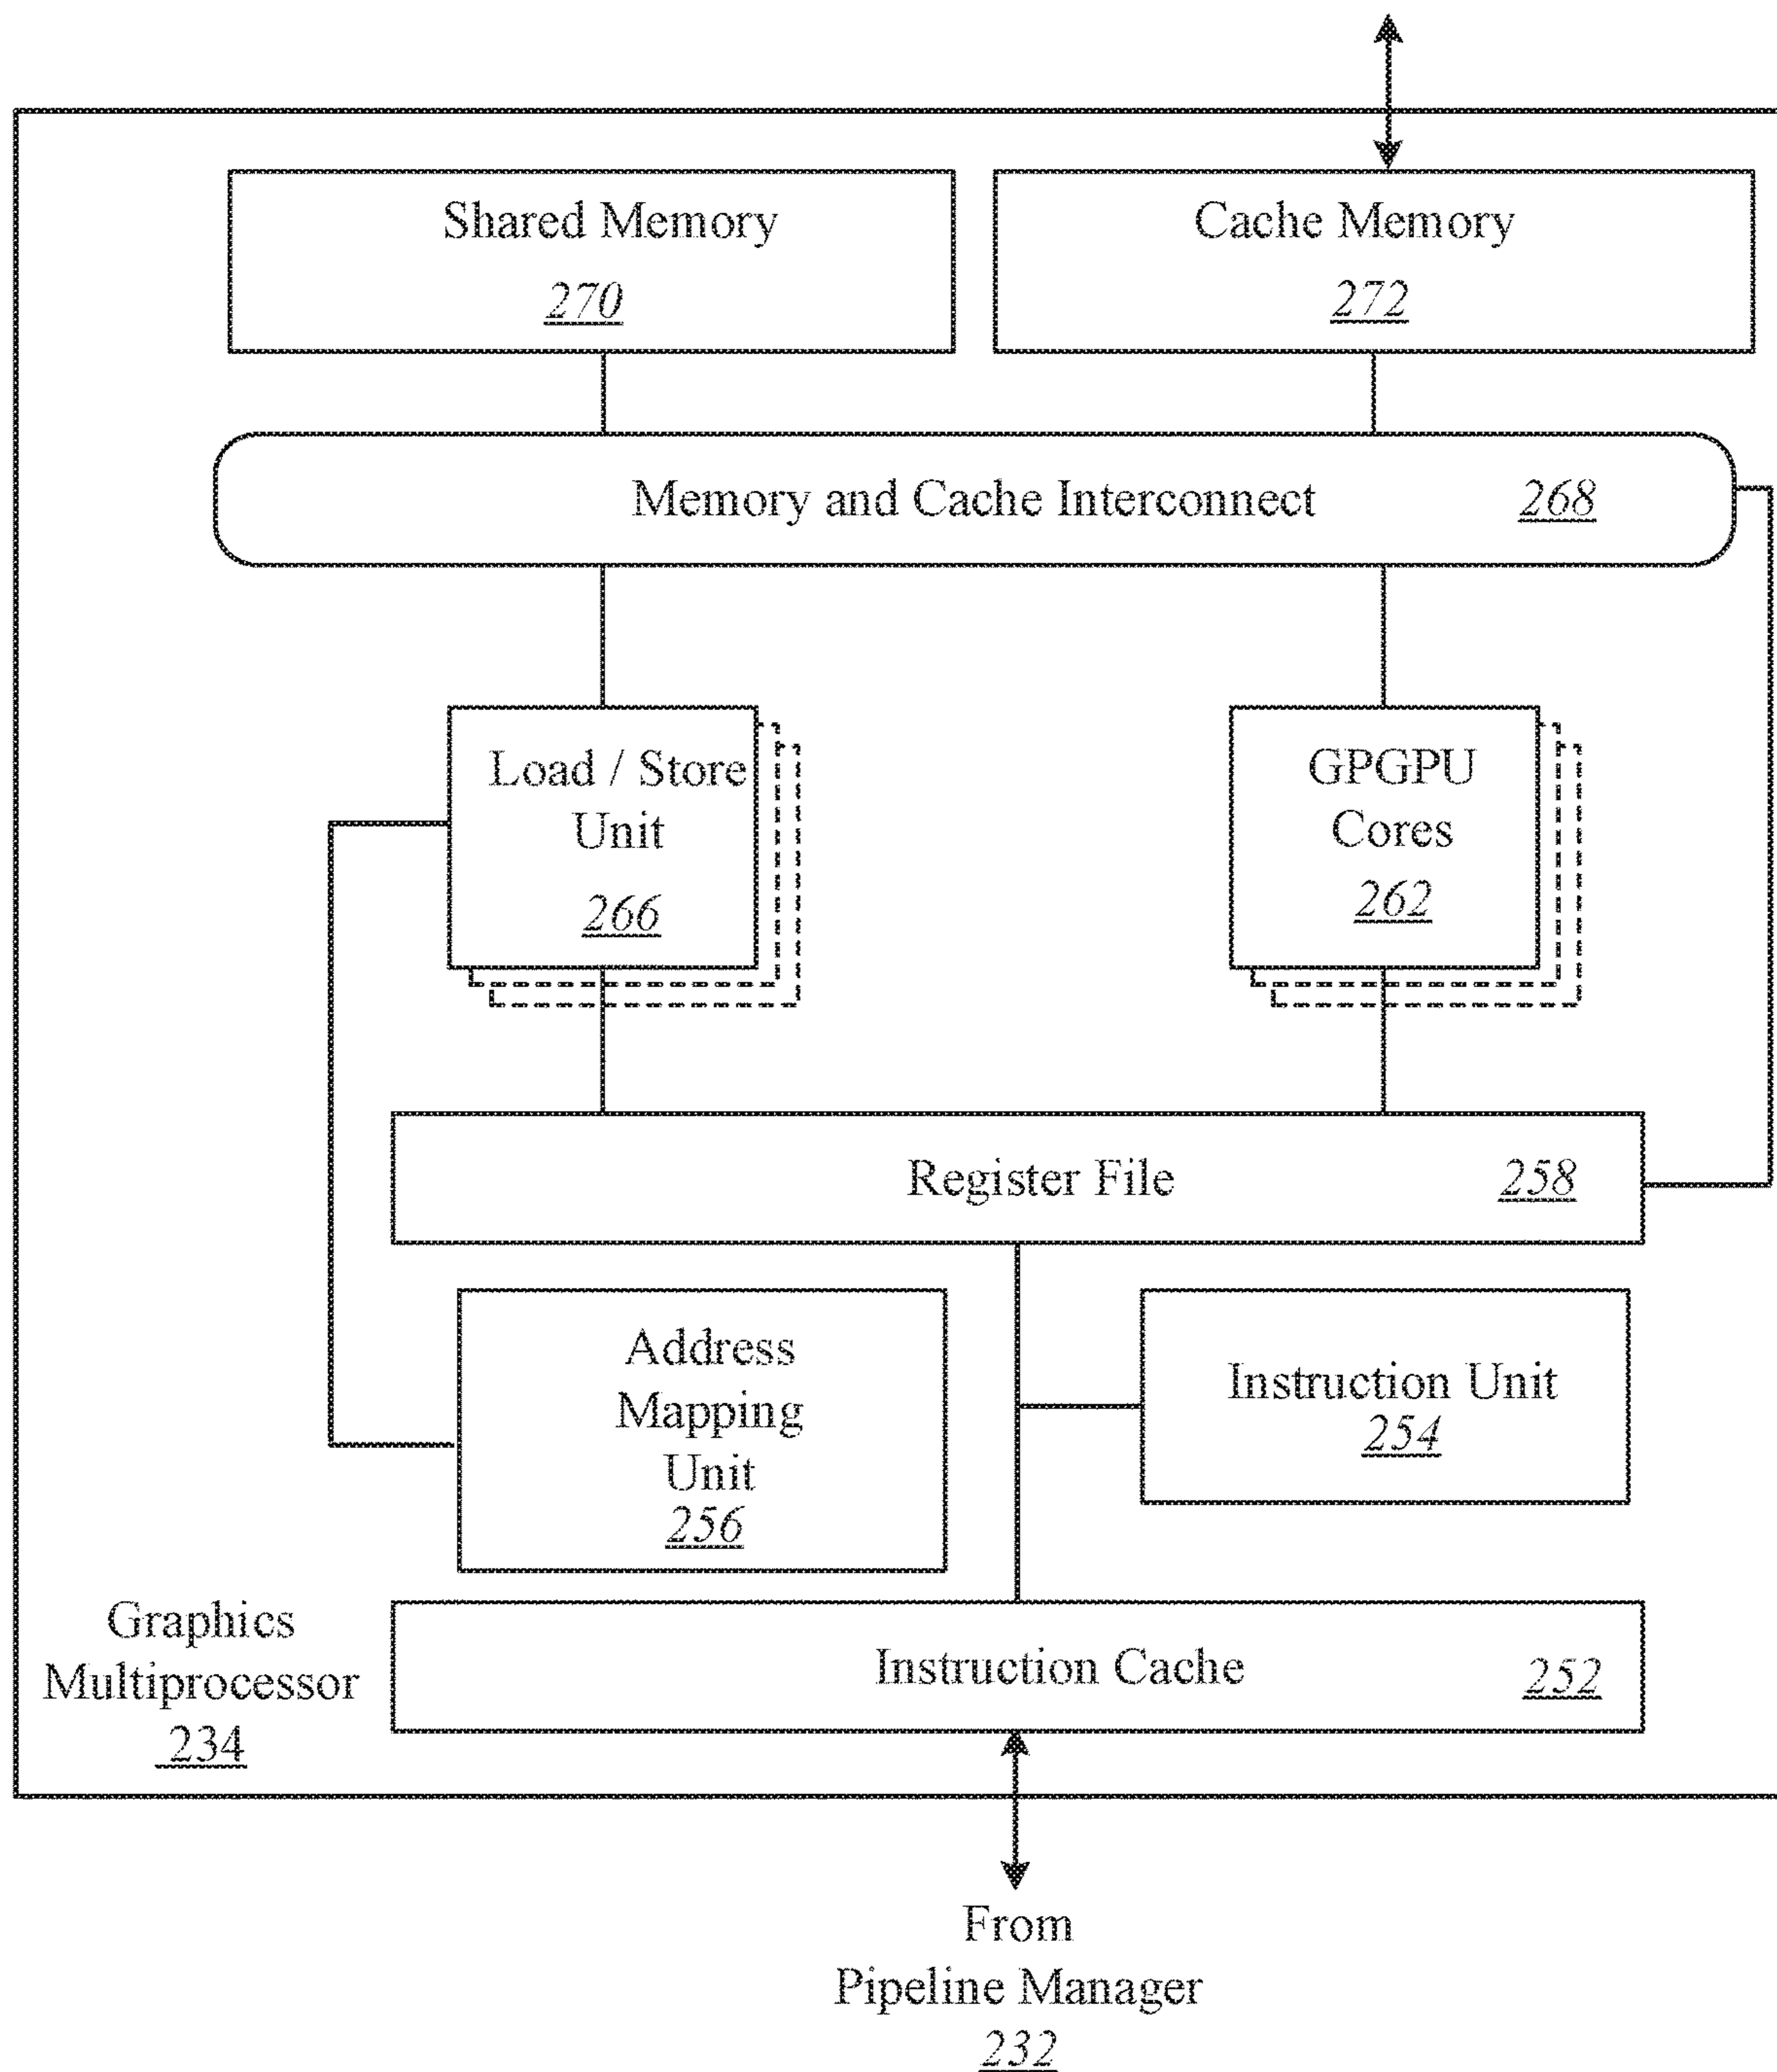 Shared Memory
270
Cache Memory
272
Memory and Cache Interconnect 268
Load / Store
Unit
266
GPGPU
Cores
262
Register File 258
Address
Mapping
Unit
256
Instruction Unit
254
Graphics
Multiprocessor
234
Instruction Cache 252
From
Pipeline Manager
232